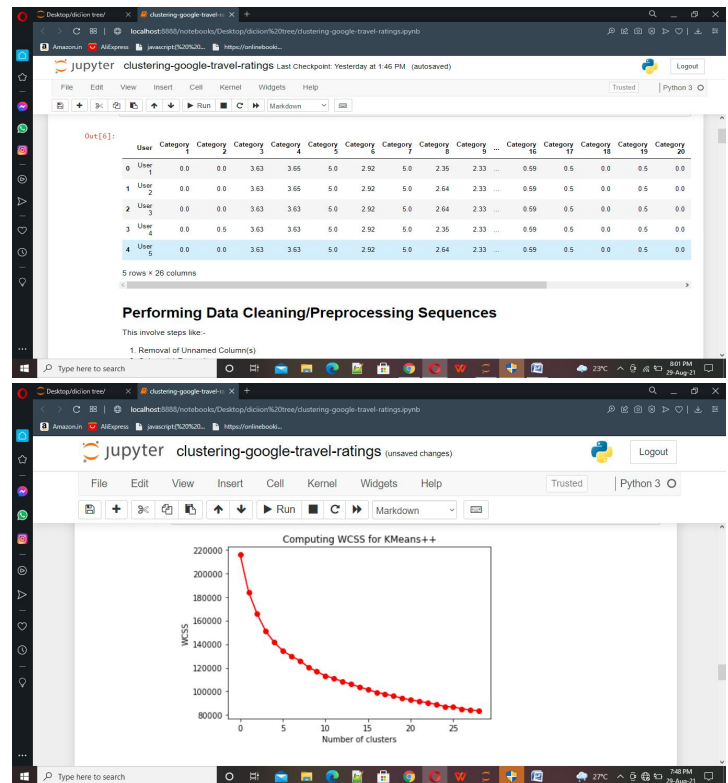 Desktop/diciion tree/ × clustering-google-travel-ra × +
localhost:8888/notebooks/Desktop/diciion%20tree/clustering-google-travel-ratings.ipynb
Amazon.in AliExpress javascript:(%20%20... https://onlinebooki...
jupyter clustering-google-travel-ratings Last Checkpoint: Yesterday at 1:46 PM (autosaved) Logout
File Edit View Insert Cell Kernel Widgets Help Trusted Python 3
Run Markdown
Out[6]:
User Category 1 Category 2 Category 3 Category 4 Category 5 Category 6 Category 7 Category 8 Category 9 ... Category 16 Category 17 Category 18 Category 19 Category 20
0 User 1 0.0 0.0 3.63 3.65 5.0 2.92 5.0 2.35 2.33 ... 0.59 0.5 0.0 0.5 0.0
1 User 2 0.0 0.0 3.63 3.65 5.0 2.92 5.0 2.64 2.33 ... 0.59 0.5 0.0 0.5 0.0
2 User 3 0.0 0.0 3.63 3.63 5.0 2.92 5.0 2.64 2.33 ... 0.59 0.5 0.0 0.5 0.0
3 User 4 0.0 0.5 3.63 3.63 5.0 2.92 5.0 2.35 2.33 ... 0.59 0.5 0.0 0.5 0.0
4 User 5 0.0 0.0 3.63 3.63 5.0 2.92 5.0 2.64 2.33 ... 0.59 0.5 0.0 0.5 0.0
5 rows × 26 columns
Performing Data Cleaning/Preprocessing Sequences
This involve steps like:-
1. Removal of Unnamed Column(s)
Type here to search 23°C 8:01 PM
29-Aug-21
Desktop/diciion tree/ × clustering-google-travel-ra × +
localhost:8888/notebooks/Desktop/diciion%20tree/clustering-google-travel-ratings.ipynb
Amazon.in AliExpress javascript:(%20%20... https://onlinebooki...
jupyter clustering-google-travel-ratings (unsaved changes) Logout
File Edit View Insert Cell Kernel Widgets Help Trusted Python 3
Run Markdown
Computing WCSS for KMeans++
220000
200000
180000
160000
140000
120000
100000
80000
WCSS
0 5 10 15 20 25
Number of clusters
Type here to search 27°C 7:48 PM
29-Aug-21